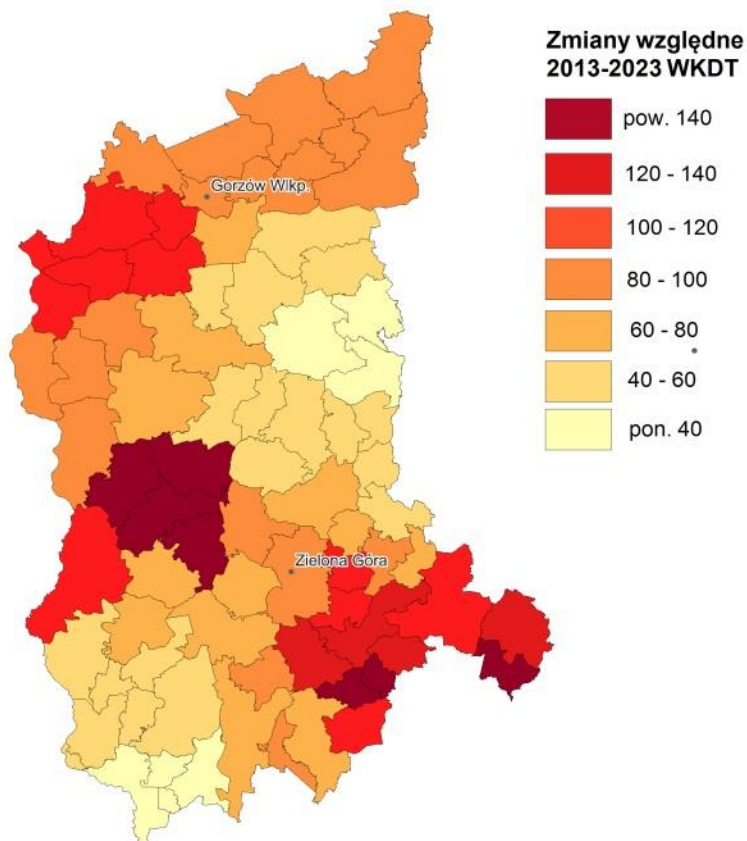 Zmiany względne
2013-2023 WKDT
pow. 140
120 - 140
100 - 120
80 - 100
60 - 80
40 - 60
pon. 40
Gorzów Wlkp.
Zielona Góra